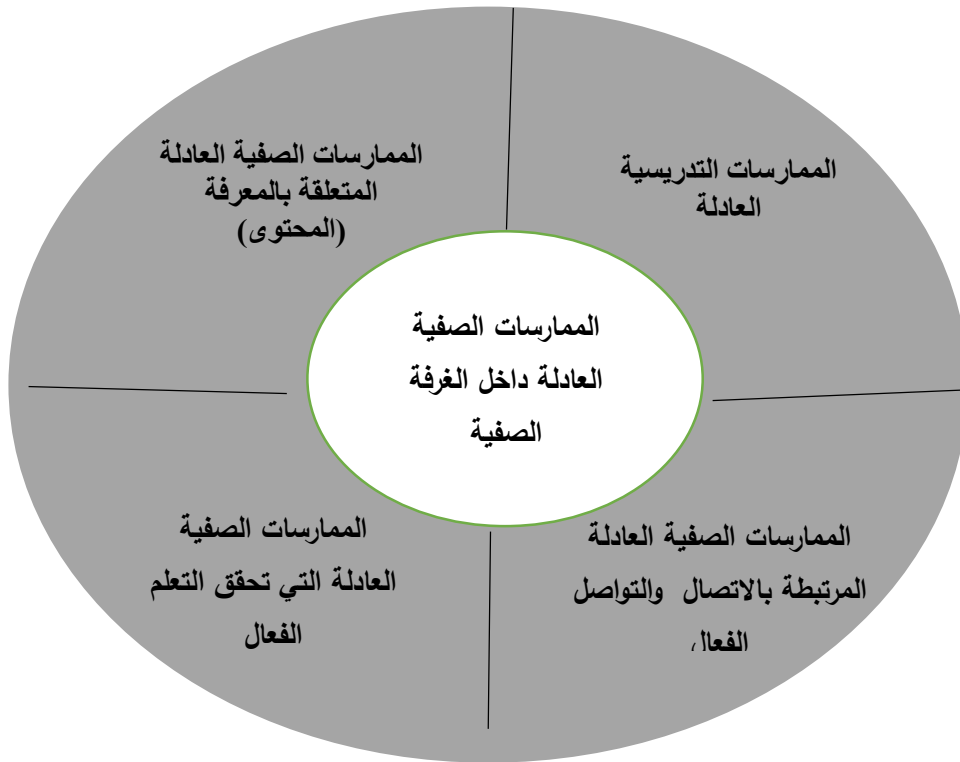 الممارسات التدريسية
العادلة
الممارسات الصفية العادلة
المتعلقة بالمعرفة
(المحتوى)
الممارسات الصفية
العادلة داخل الغرفة
الصفية
الممارسات الصفية العادلة
المرتبطة بالاتصال والتواصل
الفعال
الممارسات الصفية
العادلة التي تحقق التعلم
الفعال